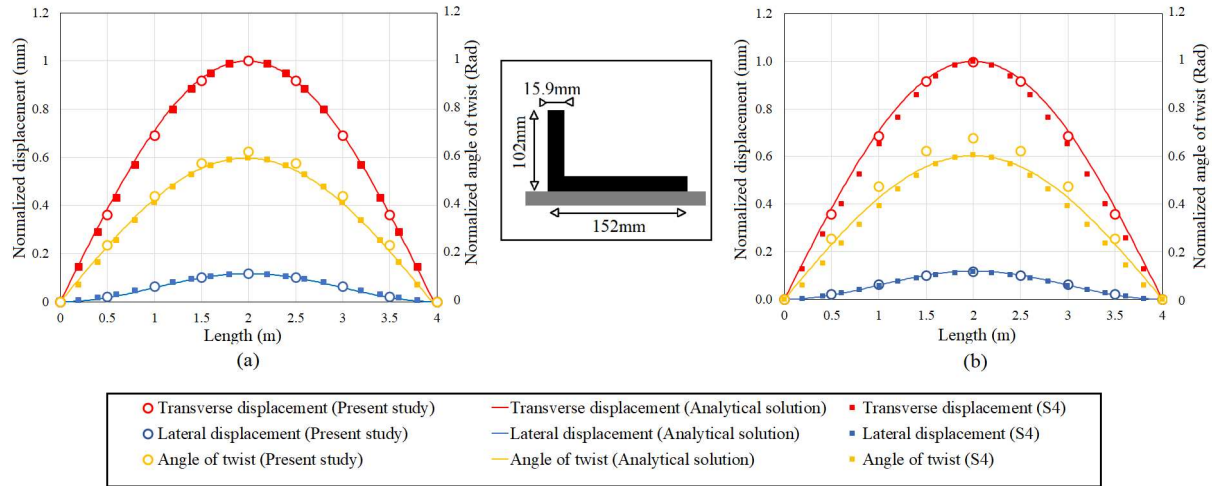 Normalized displacement (mm)
1.2
1
0.8
0.6
0.4
0.2
0
1.2
1
0.8
0.6
0.4
0.2
0
Normalized angle of twist (Rad)
0 0.5 1 1.5 2 2.5 3 3.5 4
Length (m)
(a)
15.9mm
102mm
152mm
Normalized displacement (mm)
1.2
1.0
0.8
0.6
0.4
0.2
0.0
1.2
1
0.8
0.6
0.4
0.2
0
Normalized angle of twist (Rad)
0 0.5 1 1.5 2 2.5 3 3.5 4
Length (m)
(b)
Transverse displacement (Present study) Transverse displacement (Analytical solution) Transverse displacement (S4)
Lateral displacement (Present study) Lateral displacement (Analytical solution) Lateral displacement (S4)
Angle of twist (Present study) Angle of twist (Analytical solution) Angle of twist (S4)